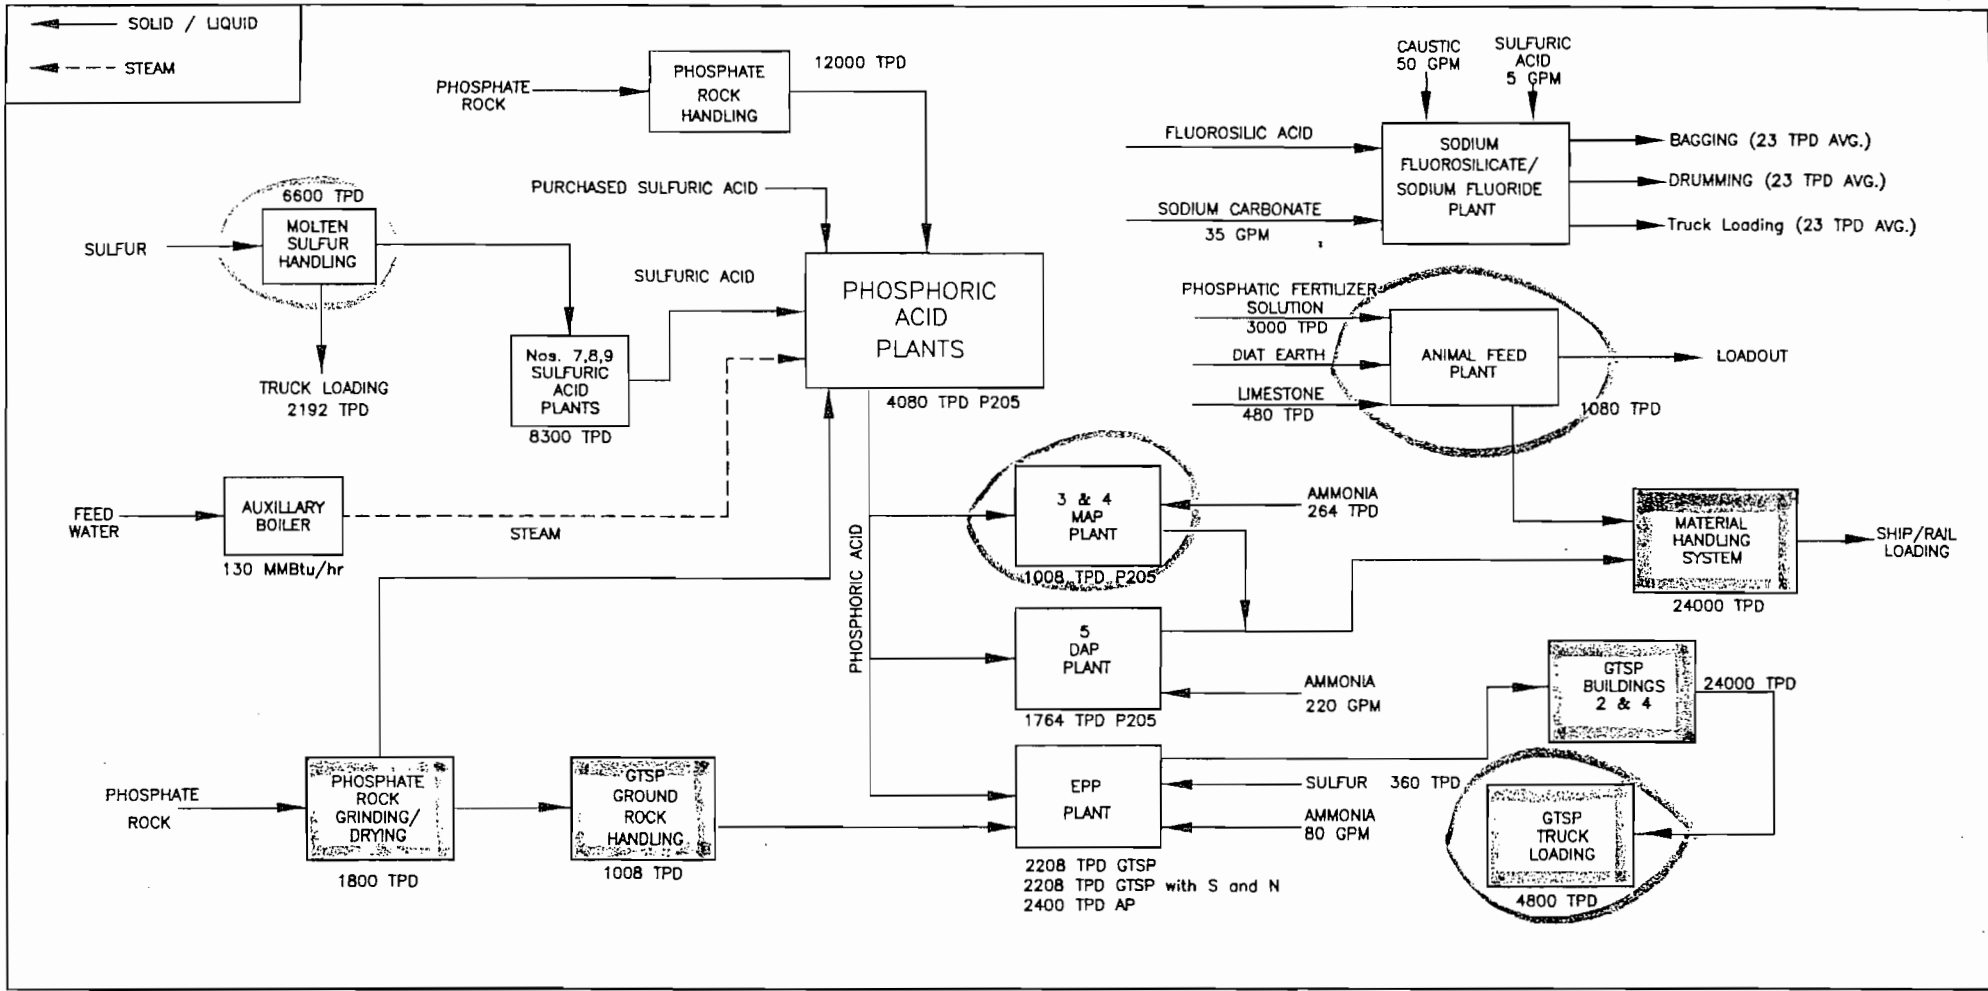 SOLID / LIQUID
STEAM
PHOSPHATE
ROCK
PHOSPHATE
ROCK
HANDLING
12000 TPD
CAUSTIC
50 GPM
SULFURIC
ACID
5 GPM
FLUOROSILIC ACID
SODIUM CARBONATE
35 GPM
SODIUM
FLUOROSILICATE/
SODIUM FLUORIDE
PLANT
BAGGING (23 TPD AVG.)
DRUMMING (23 TPD AVG.)
Truck Loading (23 TPD AVG.)
PURCHASED SULFURIC ACID
SULFUR
6600 TPD
MOLTEN
SULFUR
HANDLING
TRUCK LOADING
2192 TPD
SULFURIC ACID
Nos. 7,8,9
SULFURIC
ACID
PLANTS
8300 TPD
PHOSPHORIC
ACID
PLANTS
4080 TPD P205
PHOSPHATIC FERTILIZER
SOLUTION
3000 TPD
DIAT EARTH
LIMESTONE
480 TPD
ANIMAL FEED
PLANT
1080 TPD
LOADOUT
FEED
WATER
AUXILLARY
BOILER
130 MMBtu/hr
STEAM
PHOSPHORIC ACID
3 & 4
MAP
PLANT
1008 TPD P205
AMMONIA
264 TPD
MATERIAL
HANDLING
SYSTEM
24000 TPD
SHIP/RAIL
LOADING
5
DAP
PLANT
1764 TPD P205
AMMONIA
220 GPM
GTSP
BUILDINGS
2 & 4
24000 TPD
PHOSPHATE
ROCK
PHOSPHATE
ROCK
GRINDING/
DRYING
1800 TPD
GTSP
GROUND
ROCK
HANDLING
1008 TPD
EPP
PLANT
SULFUR 360 TPD
AMMONIA
80 GPM
2208 TPD GTSP
2208 TPD GTSP with S and N
2400 TPD AP
GTSP
TRUCK
LOADING
4800 TPD